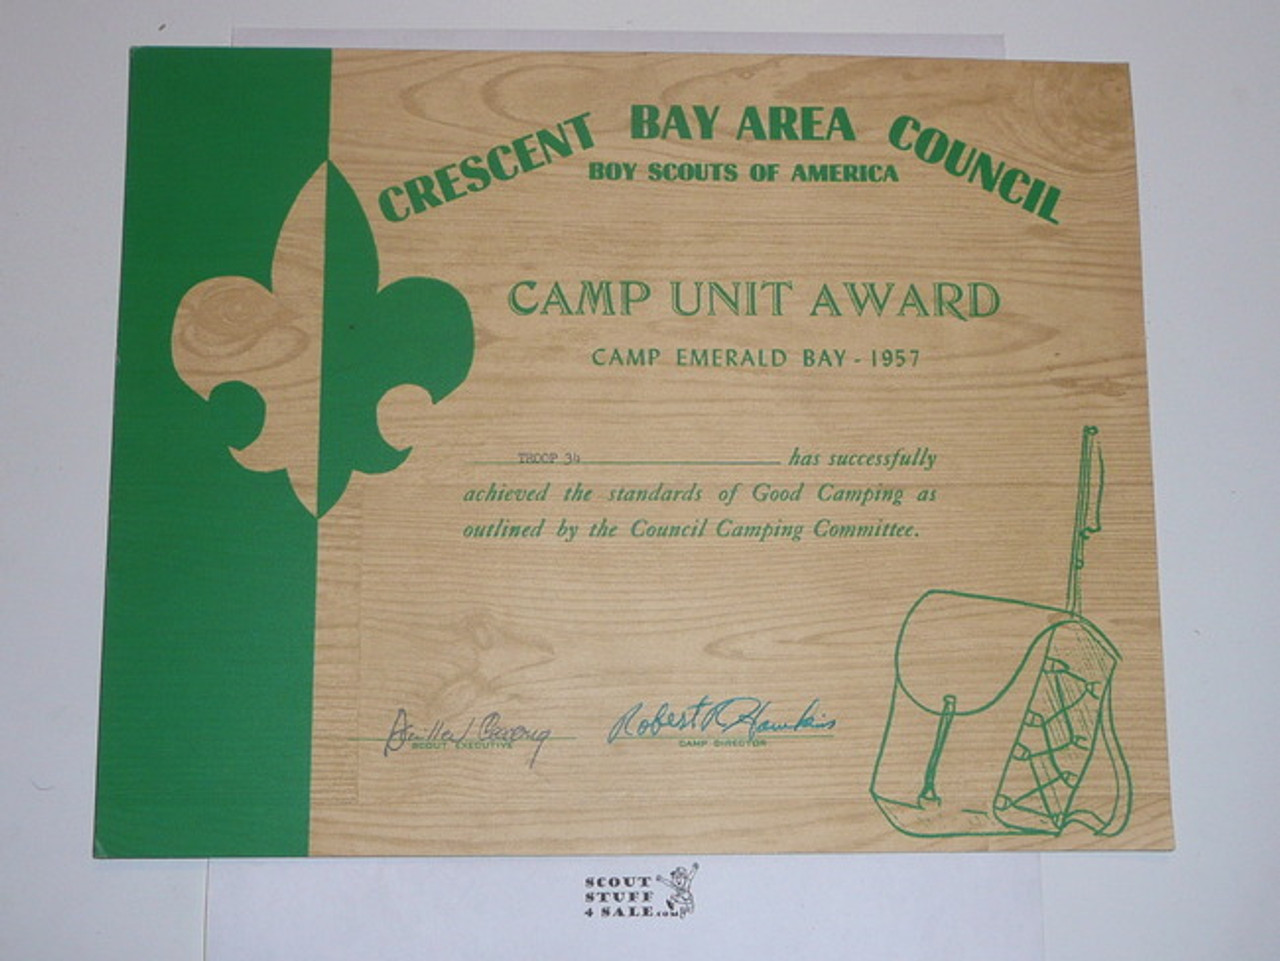 CRESCENT BAY AREA COUNCIL
BOY SCOUTS OF AMERICA
CAMP UNIT AWARD
CAMP EMERALD BAY - 1957
TROOP 34 has successfully
achieved the standards of Good Camping as
outlined by the Council Camping Committee.
Robert R Hawkins
SCOUT EXECUTIVE CAMP DIRECTOR
SCOUT
STUFF
4 SALE.com